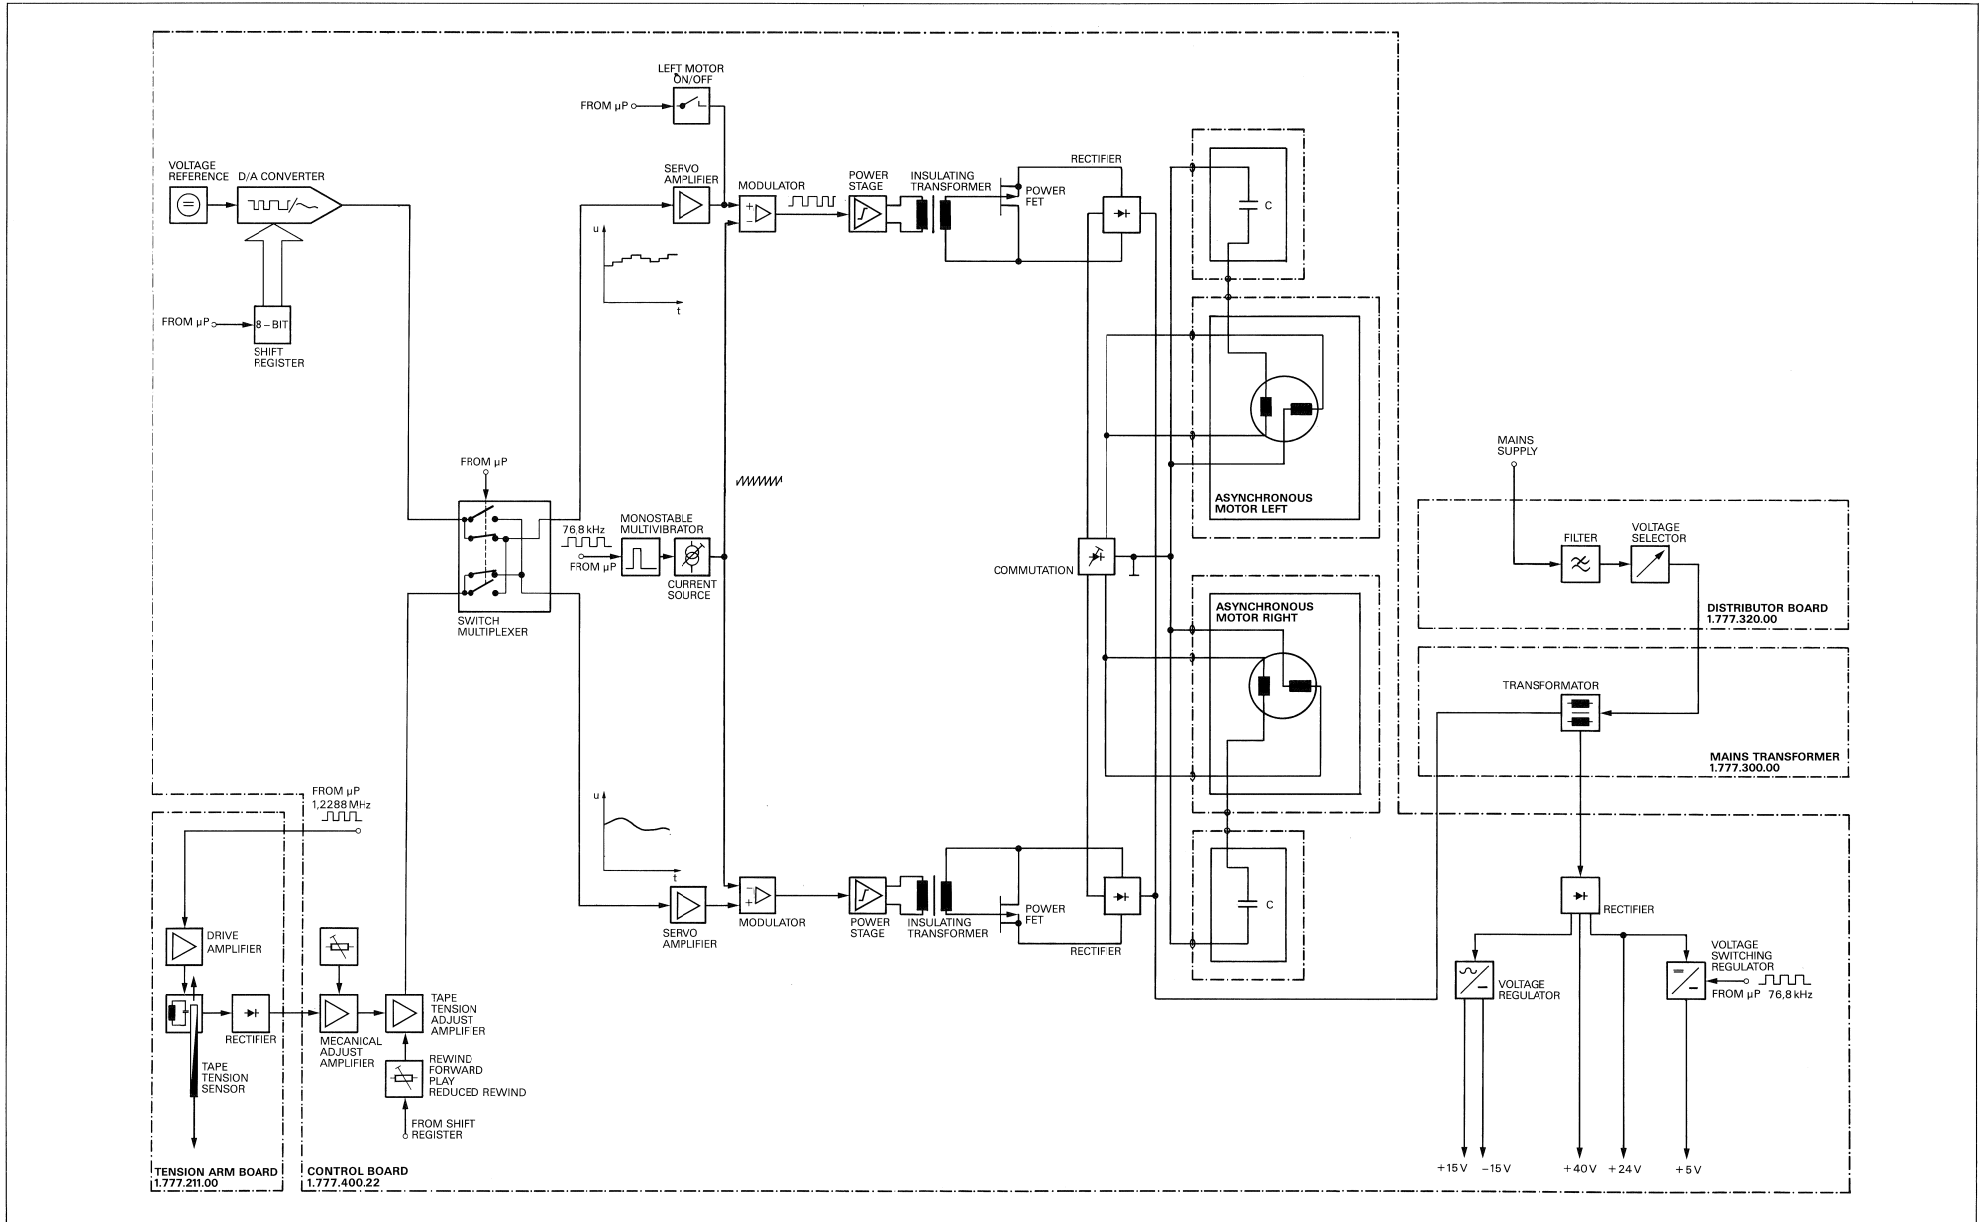 LEFT MOTOR
ON/OFF
FROM µP
VOLTAGE
REFERENCE
D/A CONVERTER
SERVO
AMPLIFIER
MODULATOR
POWER
STAGE
INSULATING
TRANSFORMER
RECTIFIER
POWER
FET
C
u
t
FROM µP
8-BIT
SHIFT
REGISTER
FROM µP
SWITCH
MULTIPLEXER
76,8 kHz
FROM µP
MONOSTABLE
MULTIVIBRATOR
CURRENT
SOURCE
COMMUTATION
ASYNCHRONOUS
MOTOR LEFT
ASYNCHRONOUS
MOTOR RIGHT
MAINS
SUPPLY
FILTER
VOLTAGE
SELECTOR
DISTRIBUTOR BOARD
1.777.320.00
TRANSFORMATOR
MAINS TRANSFORMER
1.777.300.00
FROM µP
1,2288 MHz
u
t
SERVO
AMPLIFIER
MODULATOR
POWER
STAGE
INSULATING
TRANSFORMER
POWER
FET
RECTIFIER
C
DRIVE
AMPLIFIER
RECTIFIER
TAPE
TENSION
SENSOR
MECANICAL
ADJUST
AMPLIFIER
TAPE
TENSION
ADJUST
AMPLIFIER
REWIND
FORWARD
PLAY
REDUCED REWIND
FROM SHIFT
REGISTER
TENSION ARM BOARD
1.777.211.00
CONTROL BOARD
1.777.400.22
RECTIFIER
VOLTAGE
REGULATOR
VOLTAGE
SWITCHING
REGULATOR
FROM µP 76,8 kHz
+15 V
-15 V
+40 V
+24 V
+5 V